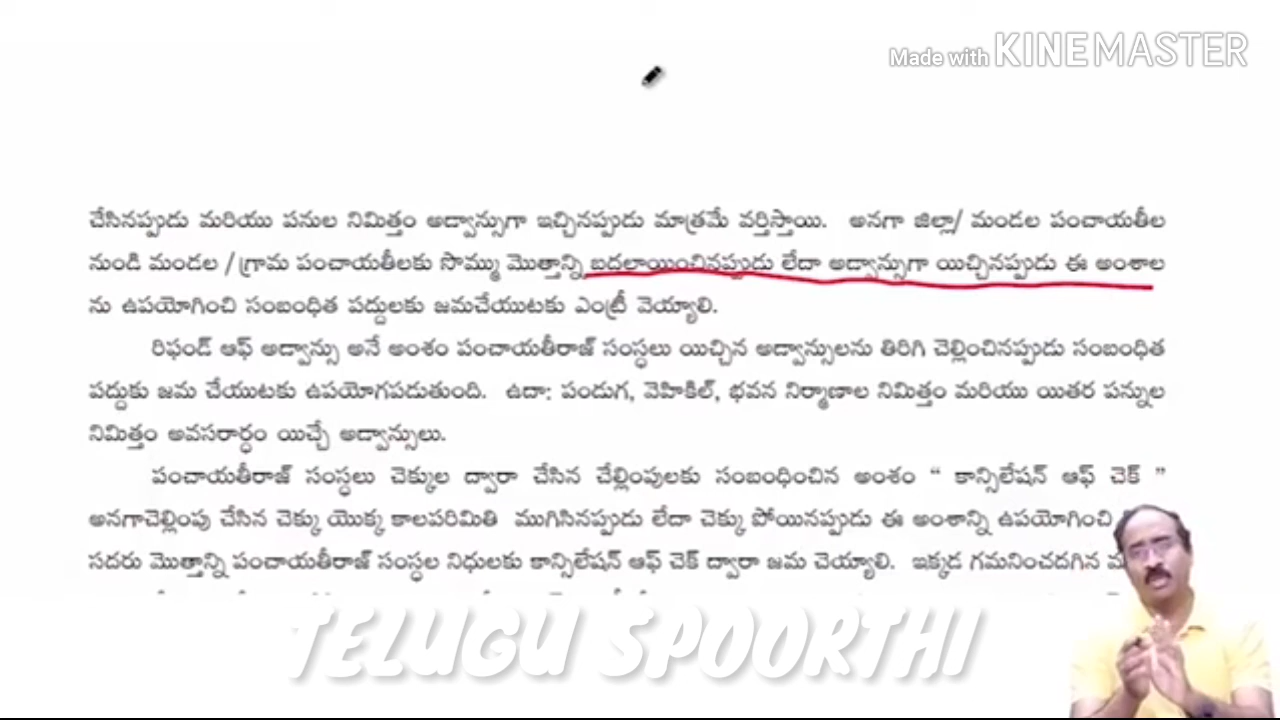 Made with KINEMASTER
చేసినప్పుడు మరియు పనుల నిమిత్తం అడ్వాన్సుగా ఇచ్చినప్పుడు మాత్రమే వర్తిస్తాయి. అనగా జిల్లా/ మండల పంచాయతీల
నుండి మండల /గ్రామ పంచాయతీలకు సొమ్ము మొత్తాన్ని బదలాయించినప్పుడు లేదా అడ్వాన్సుగా యిచ్చినప్పుడు ఈ అంశాల
ను ఉపయోగించి సంబంధిత పద్దులకు జమచేయుటకు ఎంట్రీ వెయ్యాలి.
రిఫండ్ ఆఫ్ అడ్వాన్సు అనే అంశం పంచాయతీరాజ్ సంస్థలు యిచ్చిన అడ్వాన్సులను తిరిగి చెల్లించినప్పుడు సంబంధిత
పద్దుకు జమ చేయుటకు ఉపయోగపడుతుంది. ఉదా: పండుగ, వెహికిల్, భవన నిర్మాణాల నిమిత్తం మరియు యితర పన్నుల
నిమిత్తం అవసరార్ధం యిచ్చే అడ్వాన్సులు.
పంచాయతీరాజ్ సంస్థలు చెక్కుల ద్వారా చేసిన చేల్లింపులకు సంబంధించిన అంశం “ కాన్సిలేషన్ ఆఫ్ చెక్ ”
అనగాచెల్లింపు చేసిన చెక్కు యొక్క కాలపరిమితి ముగిసినప్పుడు లేదా చెక్కు పోయినప్పుడు ఈ అంశాన్ని ఉపయోగించి
సదరు మొత్తాన్ని పంచాయతీరాజ్ సంస్థల నిధులకు కాన్సిలేషన్ ఆఫ్ చెక్ ద్వారా జమ చెయ్యాలి. ఇక్కడ గమనించదగిన
TELUGU SPOORTHI